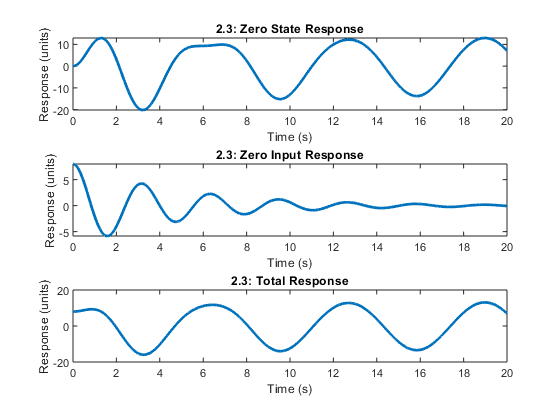 2.3: Zero State Response
Response (units)
10
0
-10
-20
0 2 4 6 8 10 12 14 16 18 20
Time (s)
2.3: Zero Input Response
Response (units)
5
0
-5
0 2 4 6 8 10 12 14 16 18 20
Time (s)
2.3: Total Response
Response (units)
20
0
-20
0 2 4 6 8 10 12 14 16 18 20
Time (s)